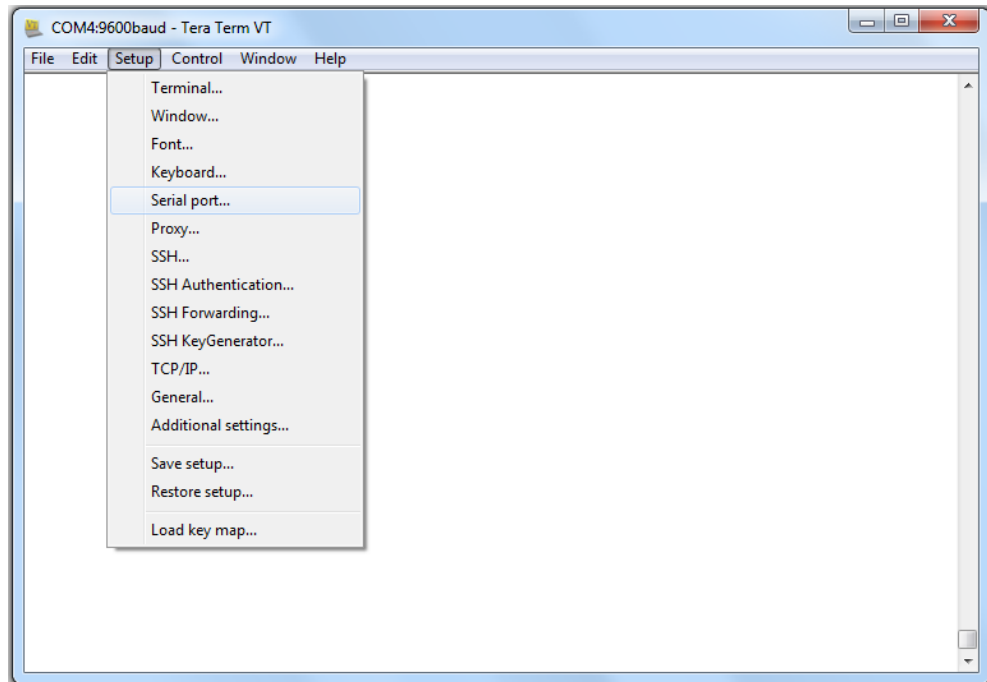 COM4:9600baud - Tera Term VT
File Edit Setup Control Window Help
Terminal...
Window...
Font...
Keyboard...
Serial port...
Proxy...
SSH...
SSH Authentication...
SSH Forwarding...
SSH KeyGenerator...
TCP/IP...
General...
Additional settings...
Save setup...
Restore setup...
Load key map...